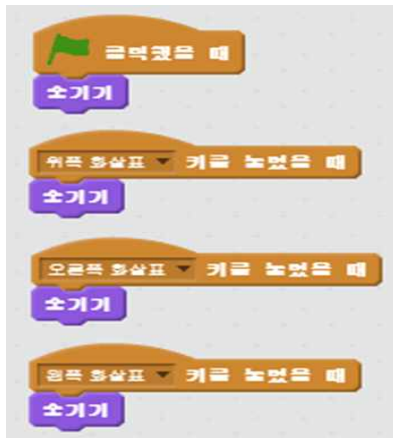 클릭했을 때
숨기기
위쪽 화살표 키를 눌렀을 때
숨기기
오른쪽 화살표 키를 눌렀을 때
숨기기
왼쪽 화살표 키를 눌렀을 때
숨기기